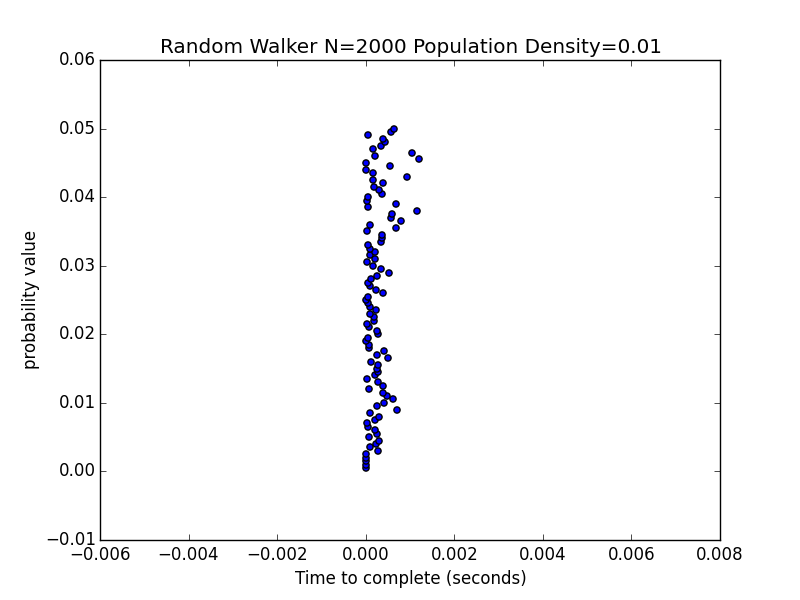 Random Walker N=2000 Population Density=0.01
0.06
0.05
0.04
0.03
0.02
0.01
0.00
−0.01
probability value
−0.006 −0.004 −0.002 0.000 0.002 0.004 0.006 0.008
Time to complete (seconds)